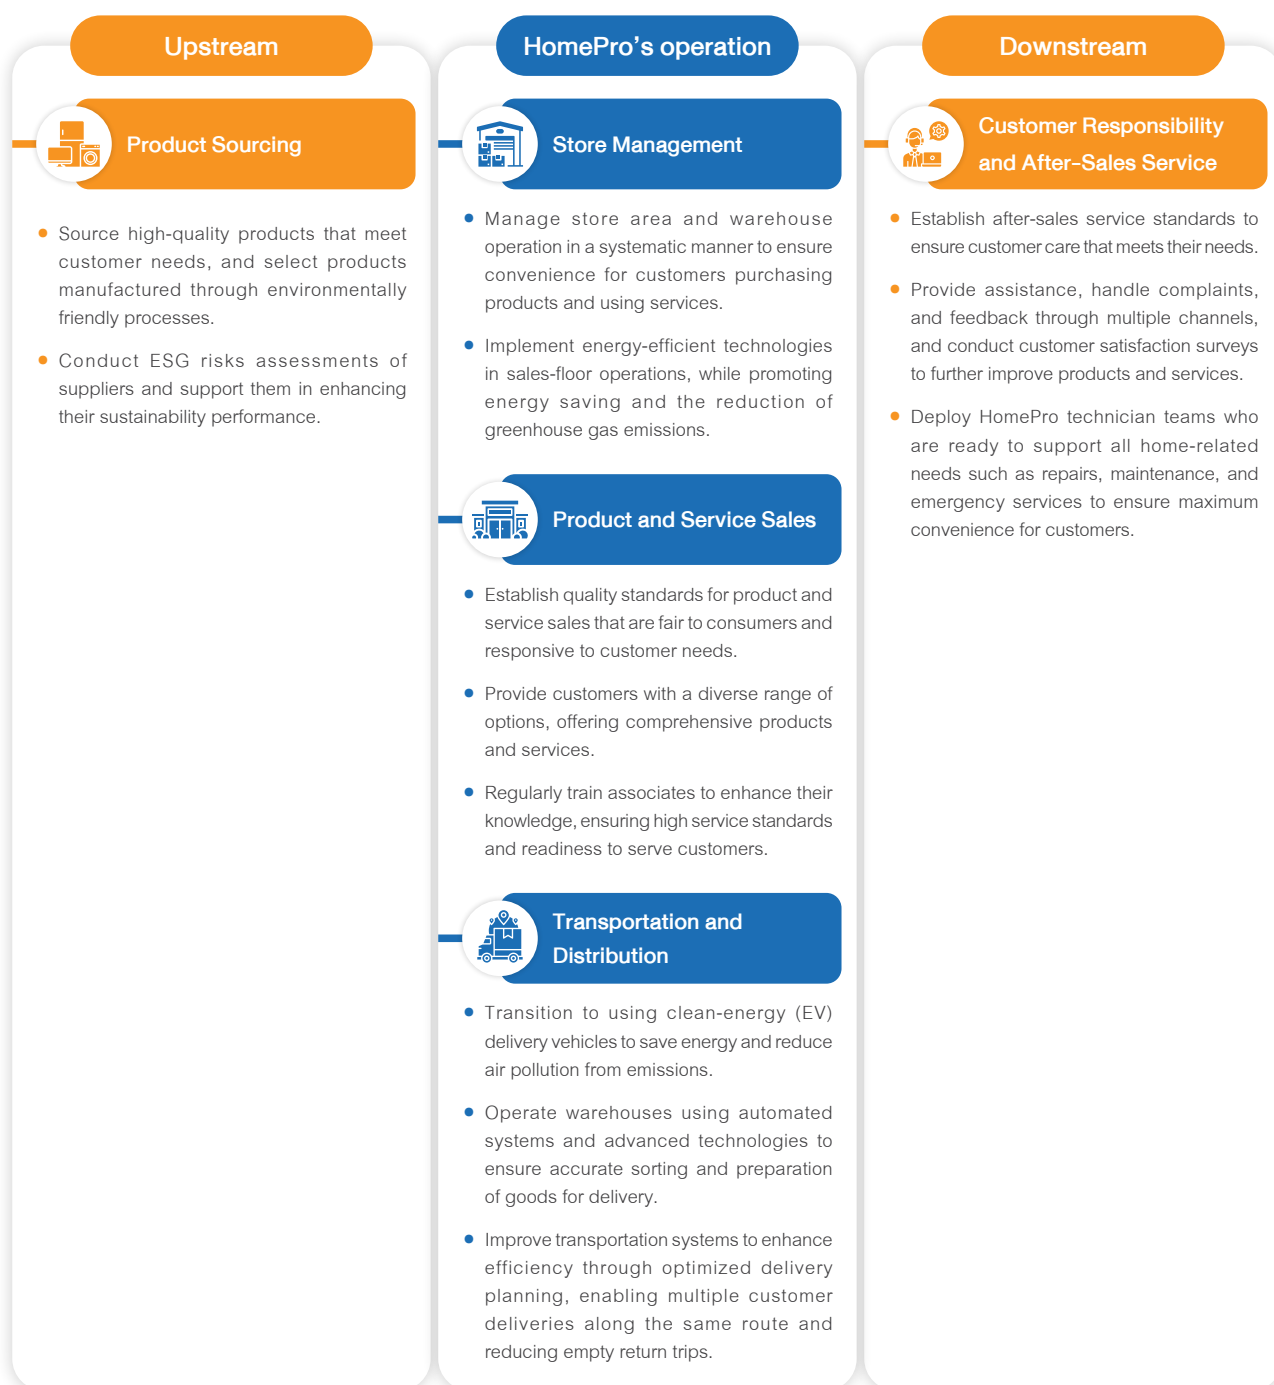 Upstream
Product Sourcing
Source high-quality products that meet
customer needs, and select products
manufactured through environmentally
friendly processes.
Conduct ESG risks assessments of
suppliers and support them in enhancing
their sustainability performance.
HomePro's operation
Store Management
Manage store area and warehouse
operation in a systematic manner to ensure
convenience for customers purchasing
products and using services.
Implement energy-efficient technologies
in sales-floor operations, while promoting
energy saving and the reduction of
greenhouse gas emissions.
Product and Service Sales
Establish quality standards for product and
service sales that are fair to consumers and
responsive to customer needs.
Provide customers with a diverse range of
options, offering comprehensive products
and services.
Regularly train associates to enhance their
knowledge, ensuring high service standards
and readiness to serve customers.
Transportation and
Distribution
Transition to using clean-energy (EV)
delivery vehicles to save energy and reduce
air pollution from emissions.
Operate warehouses using automated
systems and advanced technologies to
ensure accurate sorting and preparation
of goods for delivery.
Improve transportation systems to enhance
efficiency through optimized delivery
planning, enabling multiple customer
deliveries along the same route and
reducing empty return trips.
Downstream
Customer Responsibility
and After-Sales Service
Establish after-sales service standards to
ensure customer care that meets their needs.
Provide assistance, handle complaints,
and feedback through multiple channels,
and conduct customer satisfaction surveys
to further improve products and services.
Deploy HomePro technician teams who
are ready to support all home-related
needs such as repairs, maintenance, and
emergency services to ensure maximum
convenience for customers.